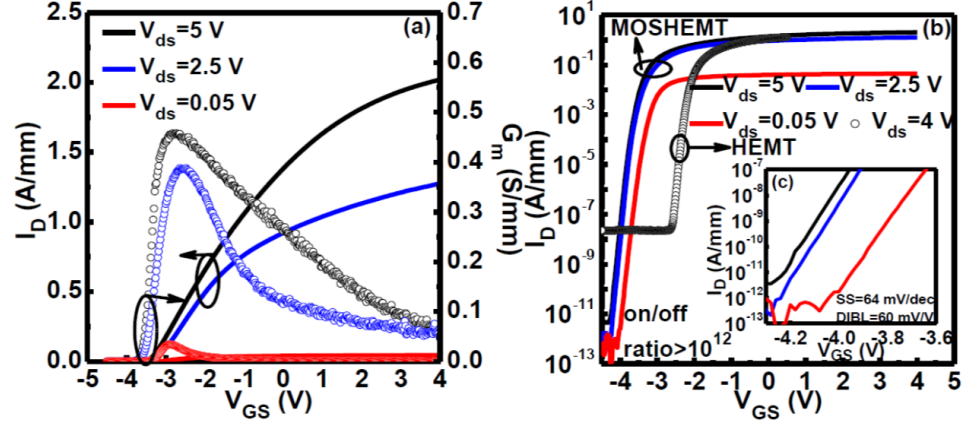 (a)
V_ds=5 V
V_ds=2.5 V
V_ds=0.05 V
I_D (A/mm)
2.5
2.0
1.5
1.0
0.5
0.0
G_m (S/mm)
0.7
0.6
0.5
0.4
0.3
0.2
0.1
0.0
-5 -4 -3 -2 -1 0 1 2 3 4
V_GS (V)
(b)
MOSHEMT
V_ds=5 V V_ds=2.5 V
V_ds=0.05 V V_ds=4 V
HEMT
I_D (A/mm)
10^1
10^-1
10^-3
10^-5
10^-7
10^-9
10^-11
10^-13
on/off
ratio>10^12
-4 -3 -2 -1 0 1 2 3 4 5
V_GS (V)
(c)
I_D (A/mm)
10^-7
10^-8
10^-9
10^-10
10^-11
10^-12
10^-13
SS=64 mV/dec
DIBL=60 mV/V
-4.2 -4.0 -3.8 -3.6
V_GS (V)